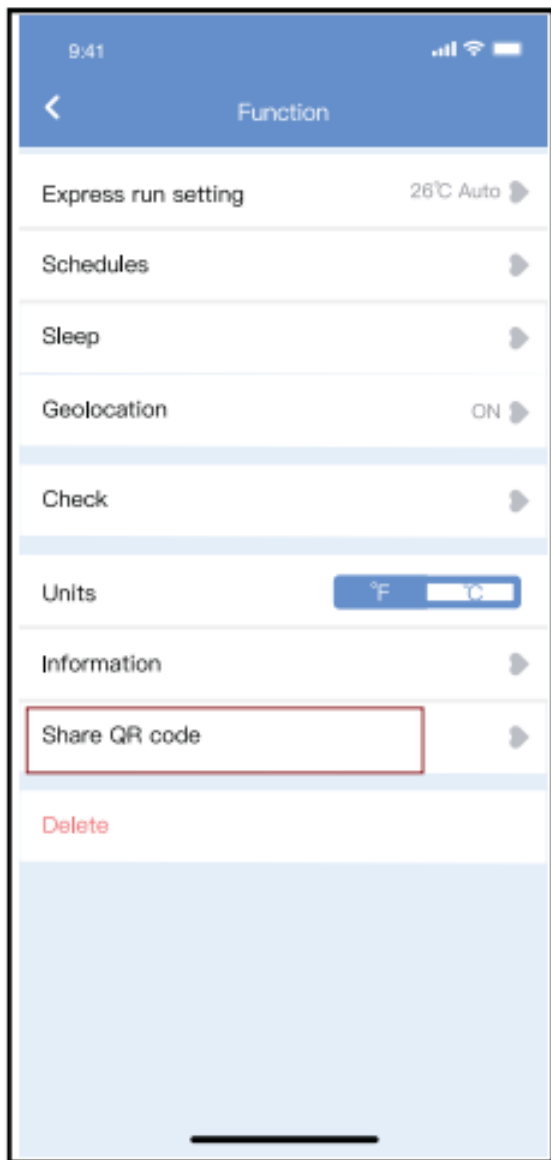 9:41
Function
Express run setting 26℃ Auto
Schedules
Sleep
Geolocation ON
Check
Units ℉ ℃
Information
Share QR code
Delete